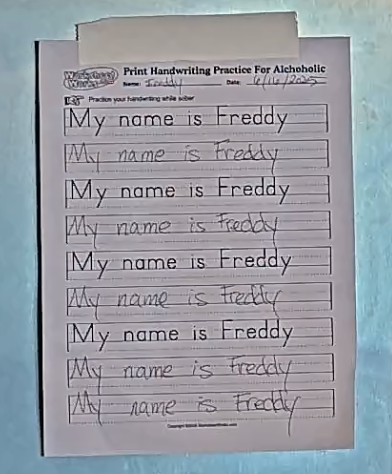 Worksheet Works Print Handwriting Practice For Alchoholic
Name: Freddy Date: 6/16/2025
Practice your handwriting while sober
My name is Freddy
My name is Freddy
My name is Freddy
My name is Freddy
My name is Freddy
My name is Freddy
My name is Freddy
My name is Freddy
My name is Freddy